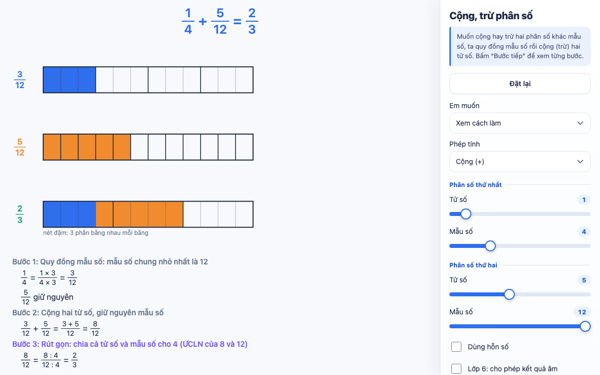 1/4 + 5/12 = 2/3
3/12
5/12
2/3
nét đậm: 3 phần bằng nhau mỗi băng
Bước 1: Quy đồng mẫu số: mẫu số chung nhỏ nhất là 12
1/4 = 1 × 3/4 × 3 = 3/12
5/12 giữ nguyên
Bước 2: Cộng hai tử số, giữ nguyên mẫu số
3/12 + 5/12 = 3 + 5/12 = 8/12
Bước 3: Rút gọn: chia cả tử số và mẫu số cho 4 (ƯCLN của 8 và 12)
8/12 = 8 : 4/12 : 4 = 2/3
Cộng, trừ phân số
Muốn cộng hay trừ hai phân số khác mẫu
số, ta quy đồng mẫu số rồi cộng (trừ) hai
tử số. Bấm "Bước tiếp" để xem từng bước.
Đặt lại
Em muốn
Xem cách làm
Phép tính
Cộng (+)
Phân số thứ nhất
Tử số 1
Mẫu số 4
Phân số thứ hai
Tử số 5
Mẫu số 12
Dùng hỗn số
Lớp 6: cho phép kết quả âm